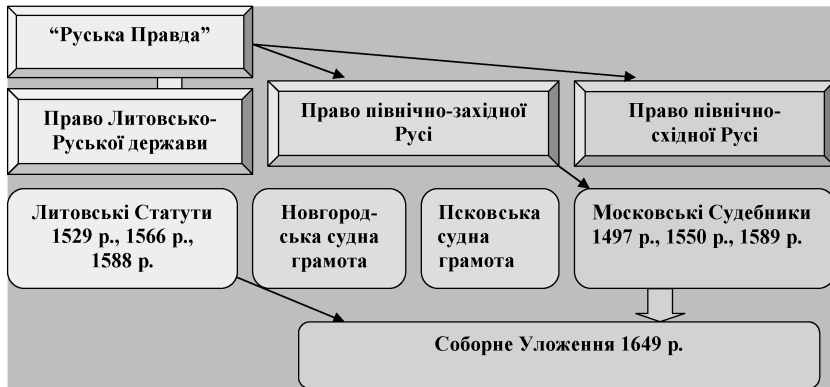 “Руська Правда”
Право Литовсько-
Руської держави
Право північно-західної
Русі
Право північно-
східної Русі
Литовські Статути
1529 р., 1566 р.,
1588 р.
Новгород-
ська судна
грамота
Псковська
судна
грамота
Московські Судебники
1497 р., 1550 р., 1589 р.
Соборне Уложення 1649 р.